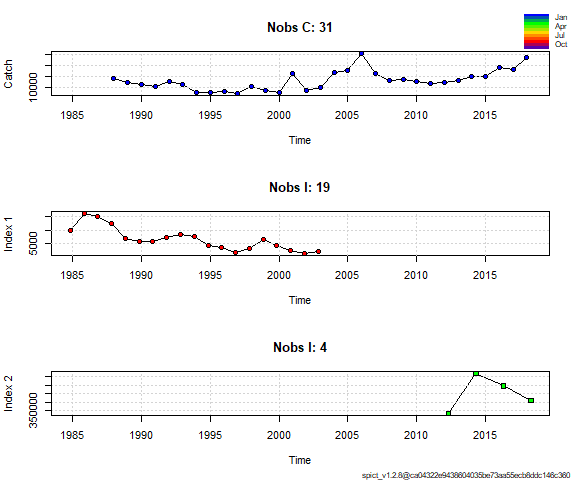 Nobs C: 31
Jan
Apr
Jul
Oct
Catch
10000
1985 1990 1995 2000 2005 2010 2015
Time
Nobs I: 19
Index 1
5000
1985 1990 1995 2000 2005 2010 2015
Time
Nobs I: 4
Index 2
350000
1985 1990 1995 2000 2005 2010 2015
Time
spict_v1.2.8@ca04322e9438604035be73aa55ecb6ddc146c360